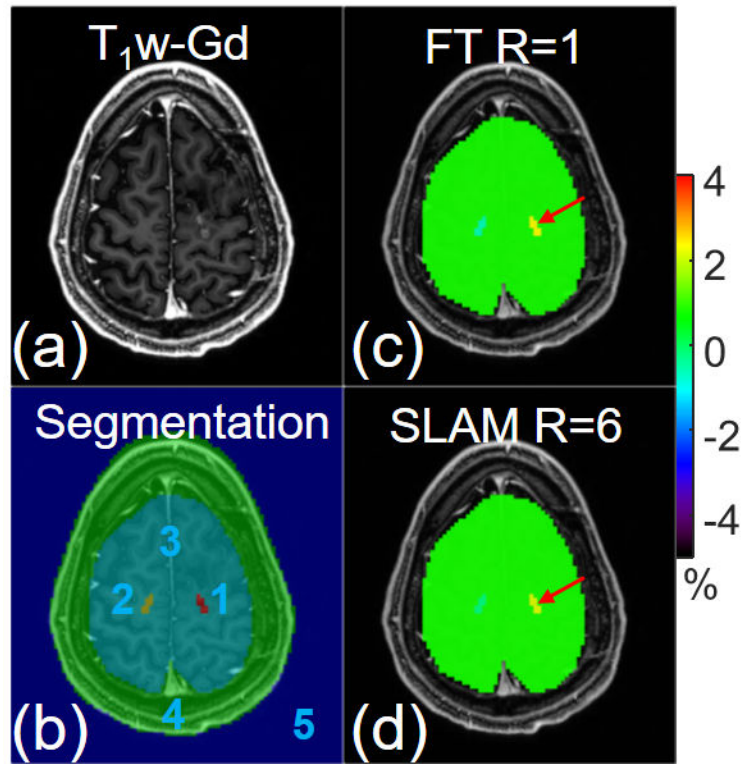 T₁w-Gd
(a)
FT R=1
(c)
4
2
0
-2
-4
%
Segmentation
3
2
1
4
5
(b)
SLAM R=6
(d)